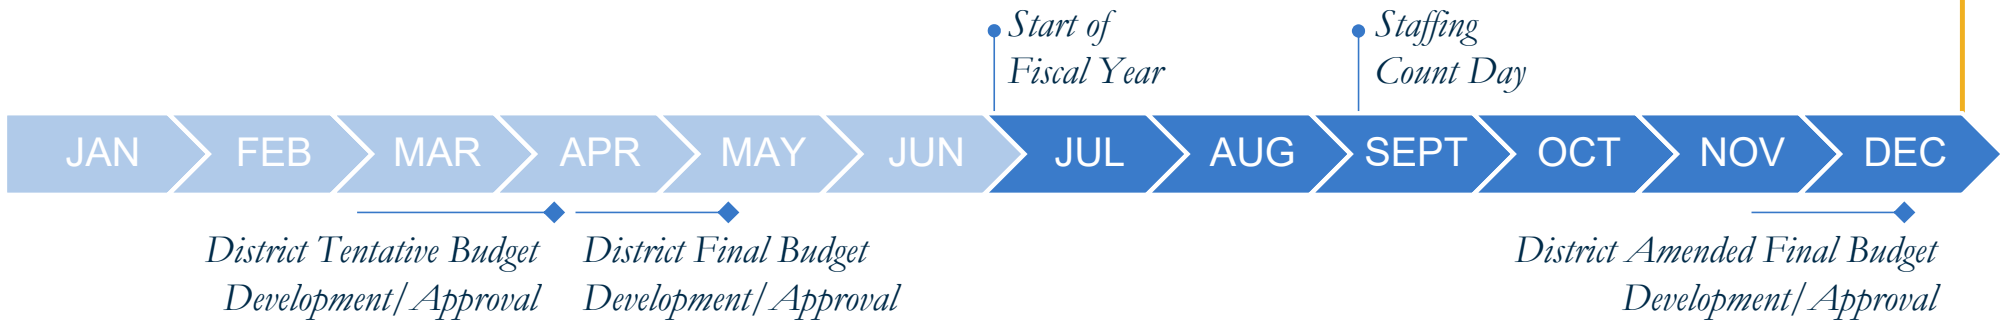 Start of
Fiscal Year
Staffing
Count Day
JAN FEB MAR APR MAY JUN JUL AUG SEPT OCT NOV DEC
District Tentative Budget
Development/Approval
District Final Budget
Development/Approval
District Amended Final Budget
Development/Approval